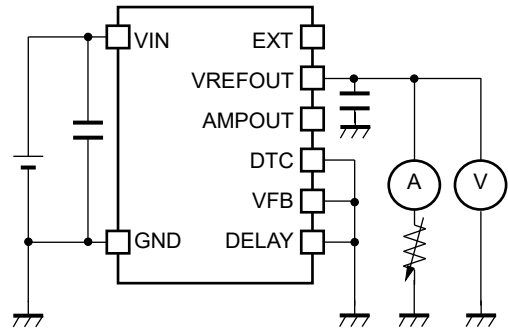 VIN
EXT
VREFOUT
AMPOUT
DTC
VFB
GND
DELAY
A
V